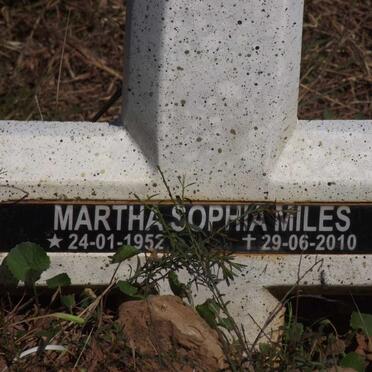 MARTHA SOPHIA MILES
★ 24-01-1952 ✝ 29-06-2010